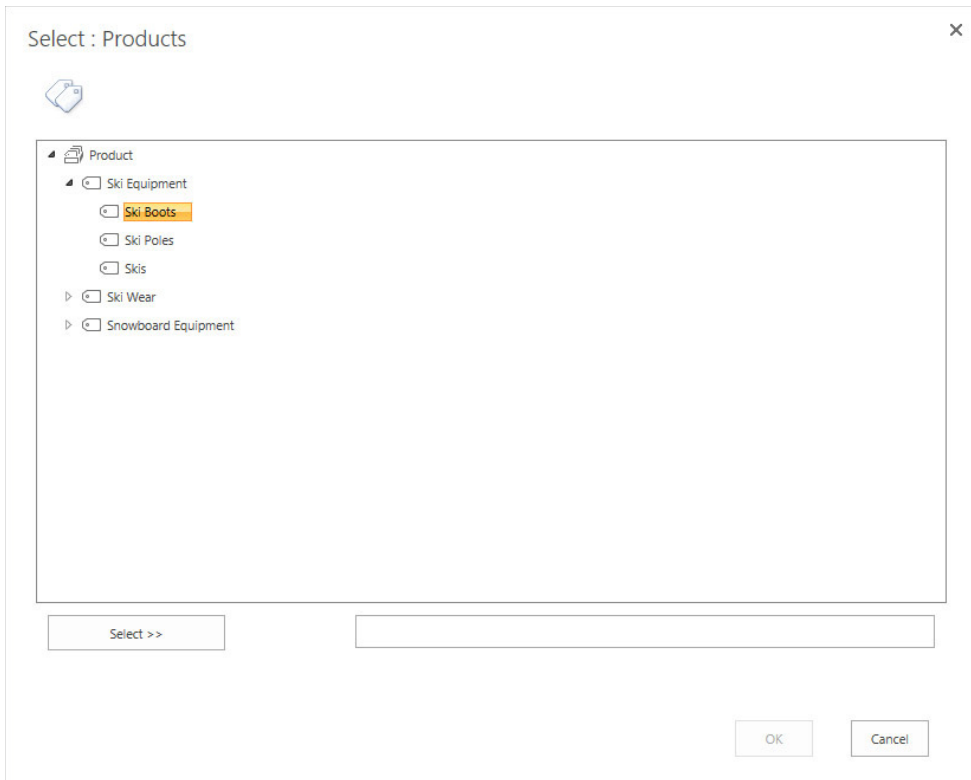 Select : Products
Product
Ski Equipment
Ski Boots
Ski Poles
Skis
Ski Wear
Snowboard Equipment
Select >>
OK
Cancel